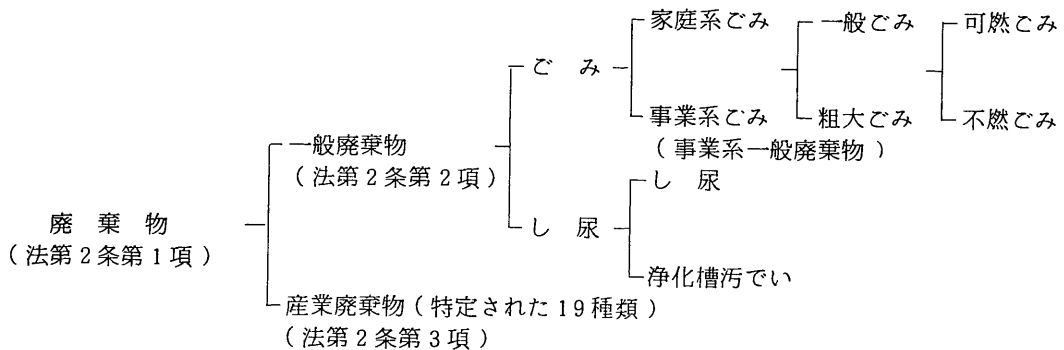 家庭系ごみ
一般ごみ
可燃ごみ
ごみ
事業系ごみ
(事業系一般廃棄物)
粗大ごみ
不燃ごみ
一般廃棄物
(法第2条第2項)
し尿
廃棄物
(法第2条第1項)
し尿
浄化槽汚でい
産業廃棄物(特定された19種類)
(法第2条第3項)